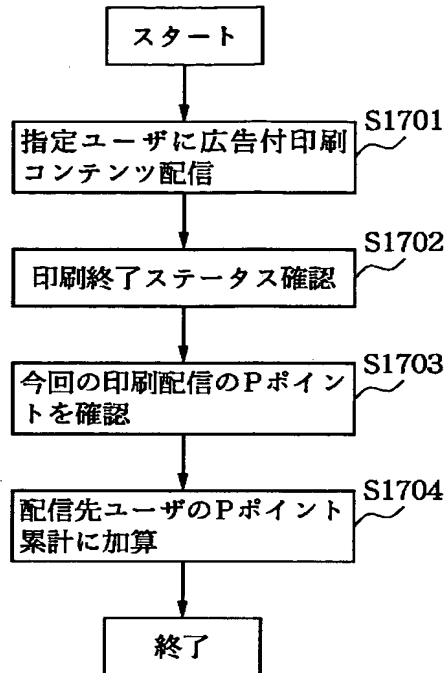 スタート
S1701
指定ユーザに広告付印刷
コンテンツ配信
S1702
印刷終了ステータス確認
S1703
今回の印刷配信のPポイン
トを確認
S1704
配信先ユーザのPポイント
累計に加算
終了